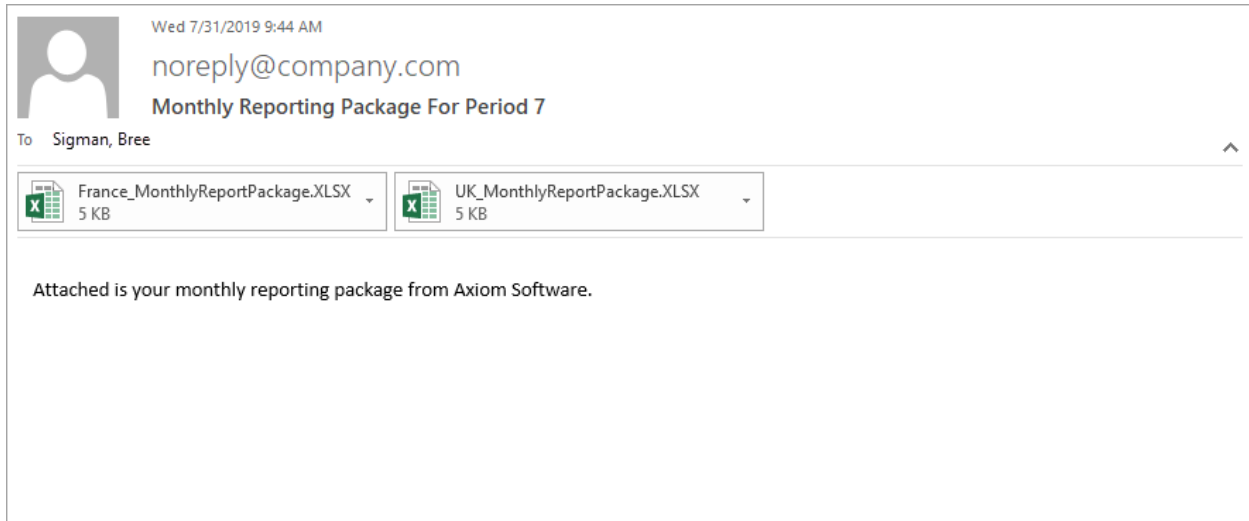 Wed 7/31/2019 9:44 AM
noreply@company.com
Monthly Reporting Package For Period 7
To Sigman, Bree
France_MonthlyReportPackage.XLSX
5 KB
UK_MonthlyReportPackage.XLSX
5 KB
Attached is your monthly reporting package from Axiom Software.